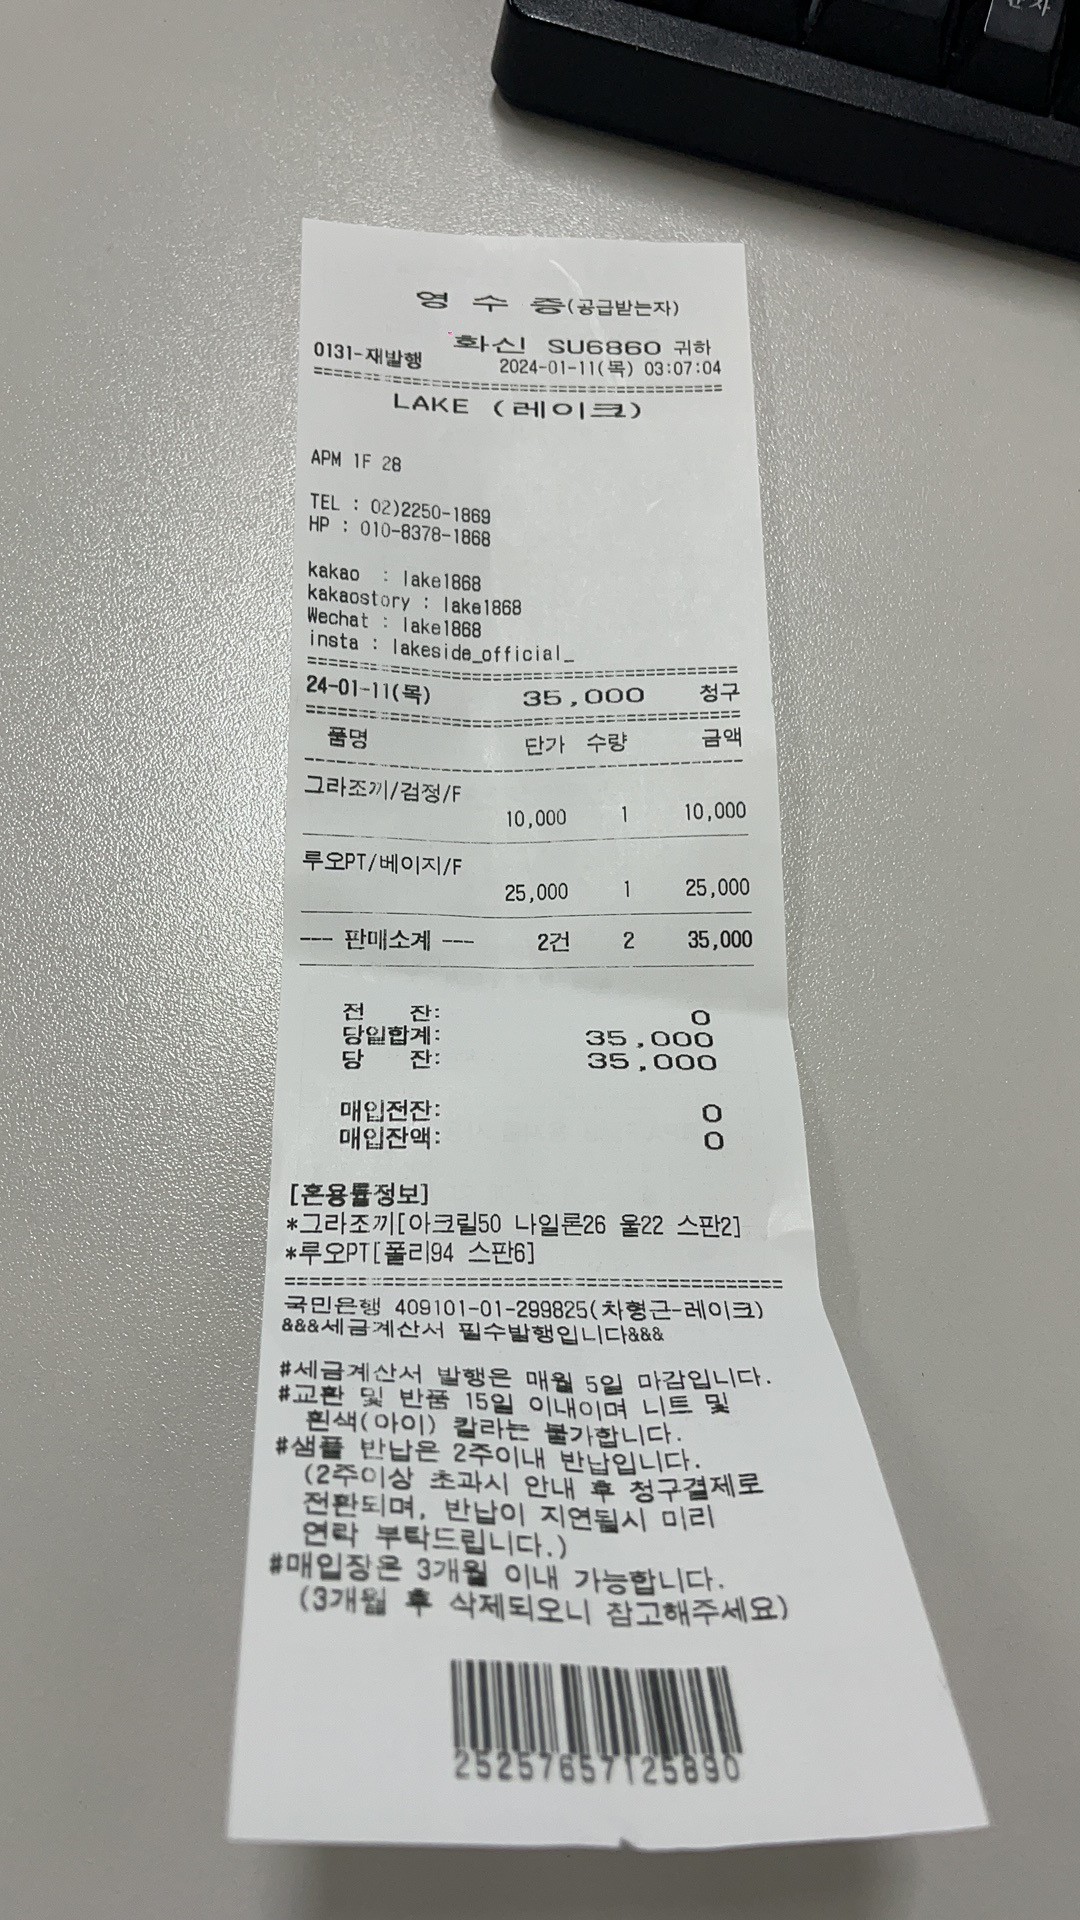 영 수 증(공급받는자)
화신 SU6860 귀하
0131-재발행 2024-01-11(목) 03:07:04
========================================
LAKE (레이크)
APM 1F 28
TEL : 02)2250-1869
HP : 010-8378-1868
kakao : lake1868
kakaostory : lake1868
Wechat : lake1868
insta : lakeside_official_
========================================
24-01-11(목) 35,000 청구
========================================
품명 단가 수량 금액
----------------------------------------
그라조끼/검정/F
10,000 1 10,000
루오PT/베이지/F
25,000 1 25,000
--- 판매소계 --- 2건 2 35,000
전 잔: 0
당일합계: 35,000
당 잔: 35,000
매입전잔: 0
매입잔액: 0
[혼용률정보]
*그라조끼[아크릴50 나일론26 울22 스판2]
*루오PT[폴리94 스판6]
========================================
국민은행 409101-01-299825(차형근-레이크)
&&&세금계산서 필수발행입니다&&&
#세금계산서 발행은 매월 5일 마감입니다.
#교환 및 반품 15일 이내이며 니트 및
흰색(아이) 칼라는 불가합니다.
#샘플 반납은 2주이내 반납입니다.
(2주이상 초과시 안내 후 청구결제로
전환되며, 반납이 지연될시 미리
연락 부탁드립니다.)
#매입장은 3개월 이내 가능합니다.
(3개월 후 삭제되오니 참고해주세요)
25257657125890